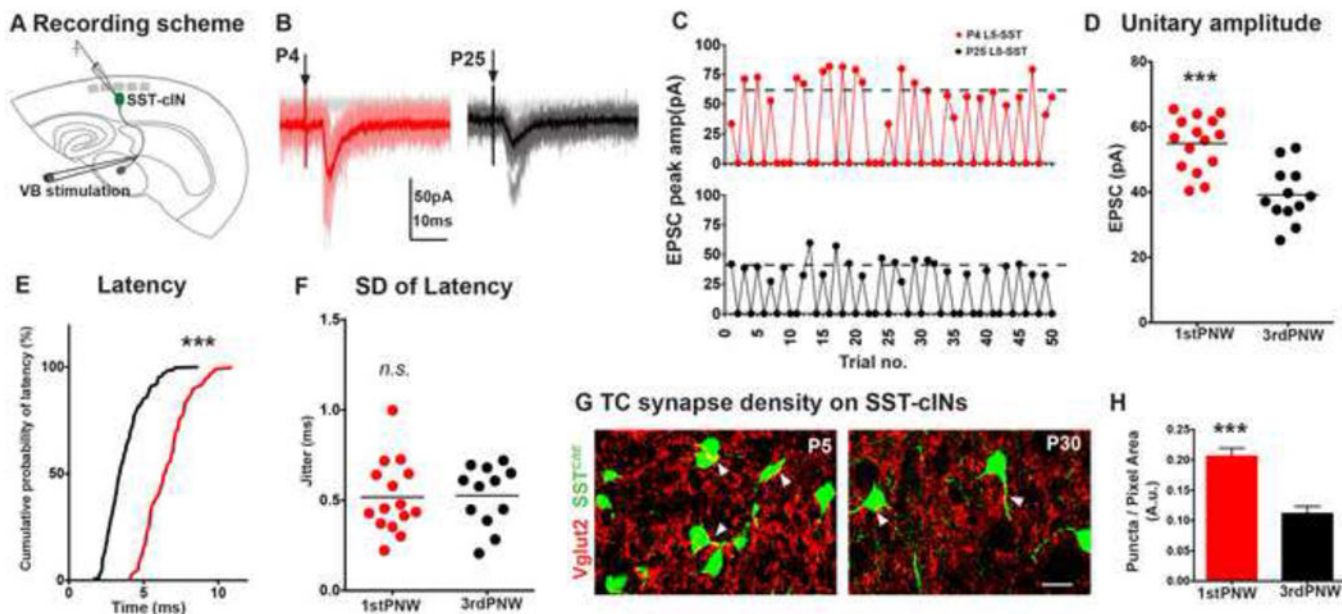 A Recording scheme
SST-cIN
VB stimulation
B
P4
P25
50pA
10ms
C
P4 L5-SST
P25 L5-SST
EPSC peak amp(pA)
100
75
50
25
0
100
75
50
25
0
0 5 10 15 20 25 30 35 40 45 50
Trial no.
D Unitary amplitude
***
EPSC (pA)
80
60
40
20
0
1stPNW 3rdPNW
E Latency
***
Cumulative probability of latency (%)
100
50
0
0 5 10
Time (ms)
F SD of Latency
n.s.
Jitter (ms)
1.5
1.0
0.5
0.0
1stPNW 3rdPNW
G TC synapse density on SST-cINs
Vglut2 SSTcre
P5
P30
H
***
Puncta / Pixel Area
(A.u.)
0.25
0.20
0.15
0.10
0.05
0.00
1stPNW 3rdPNW